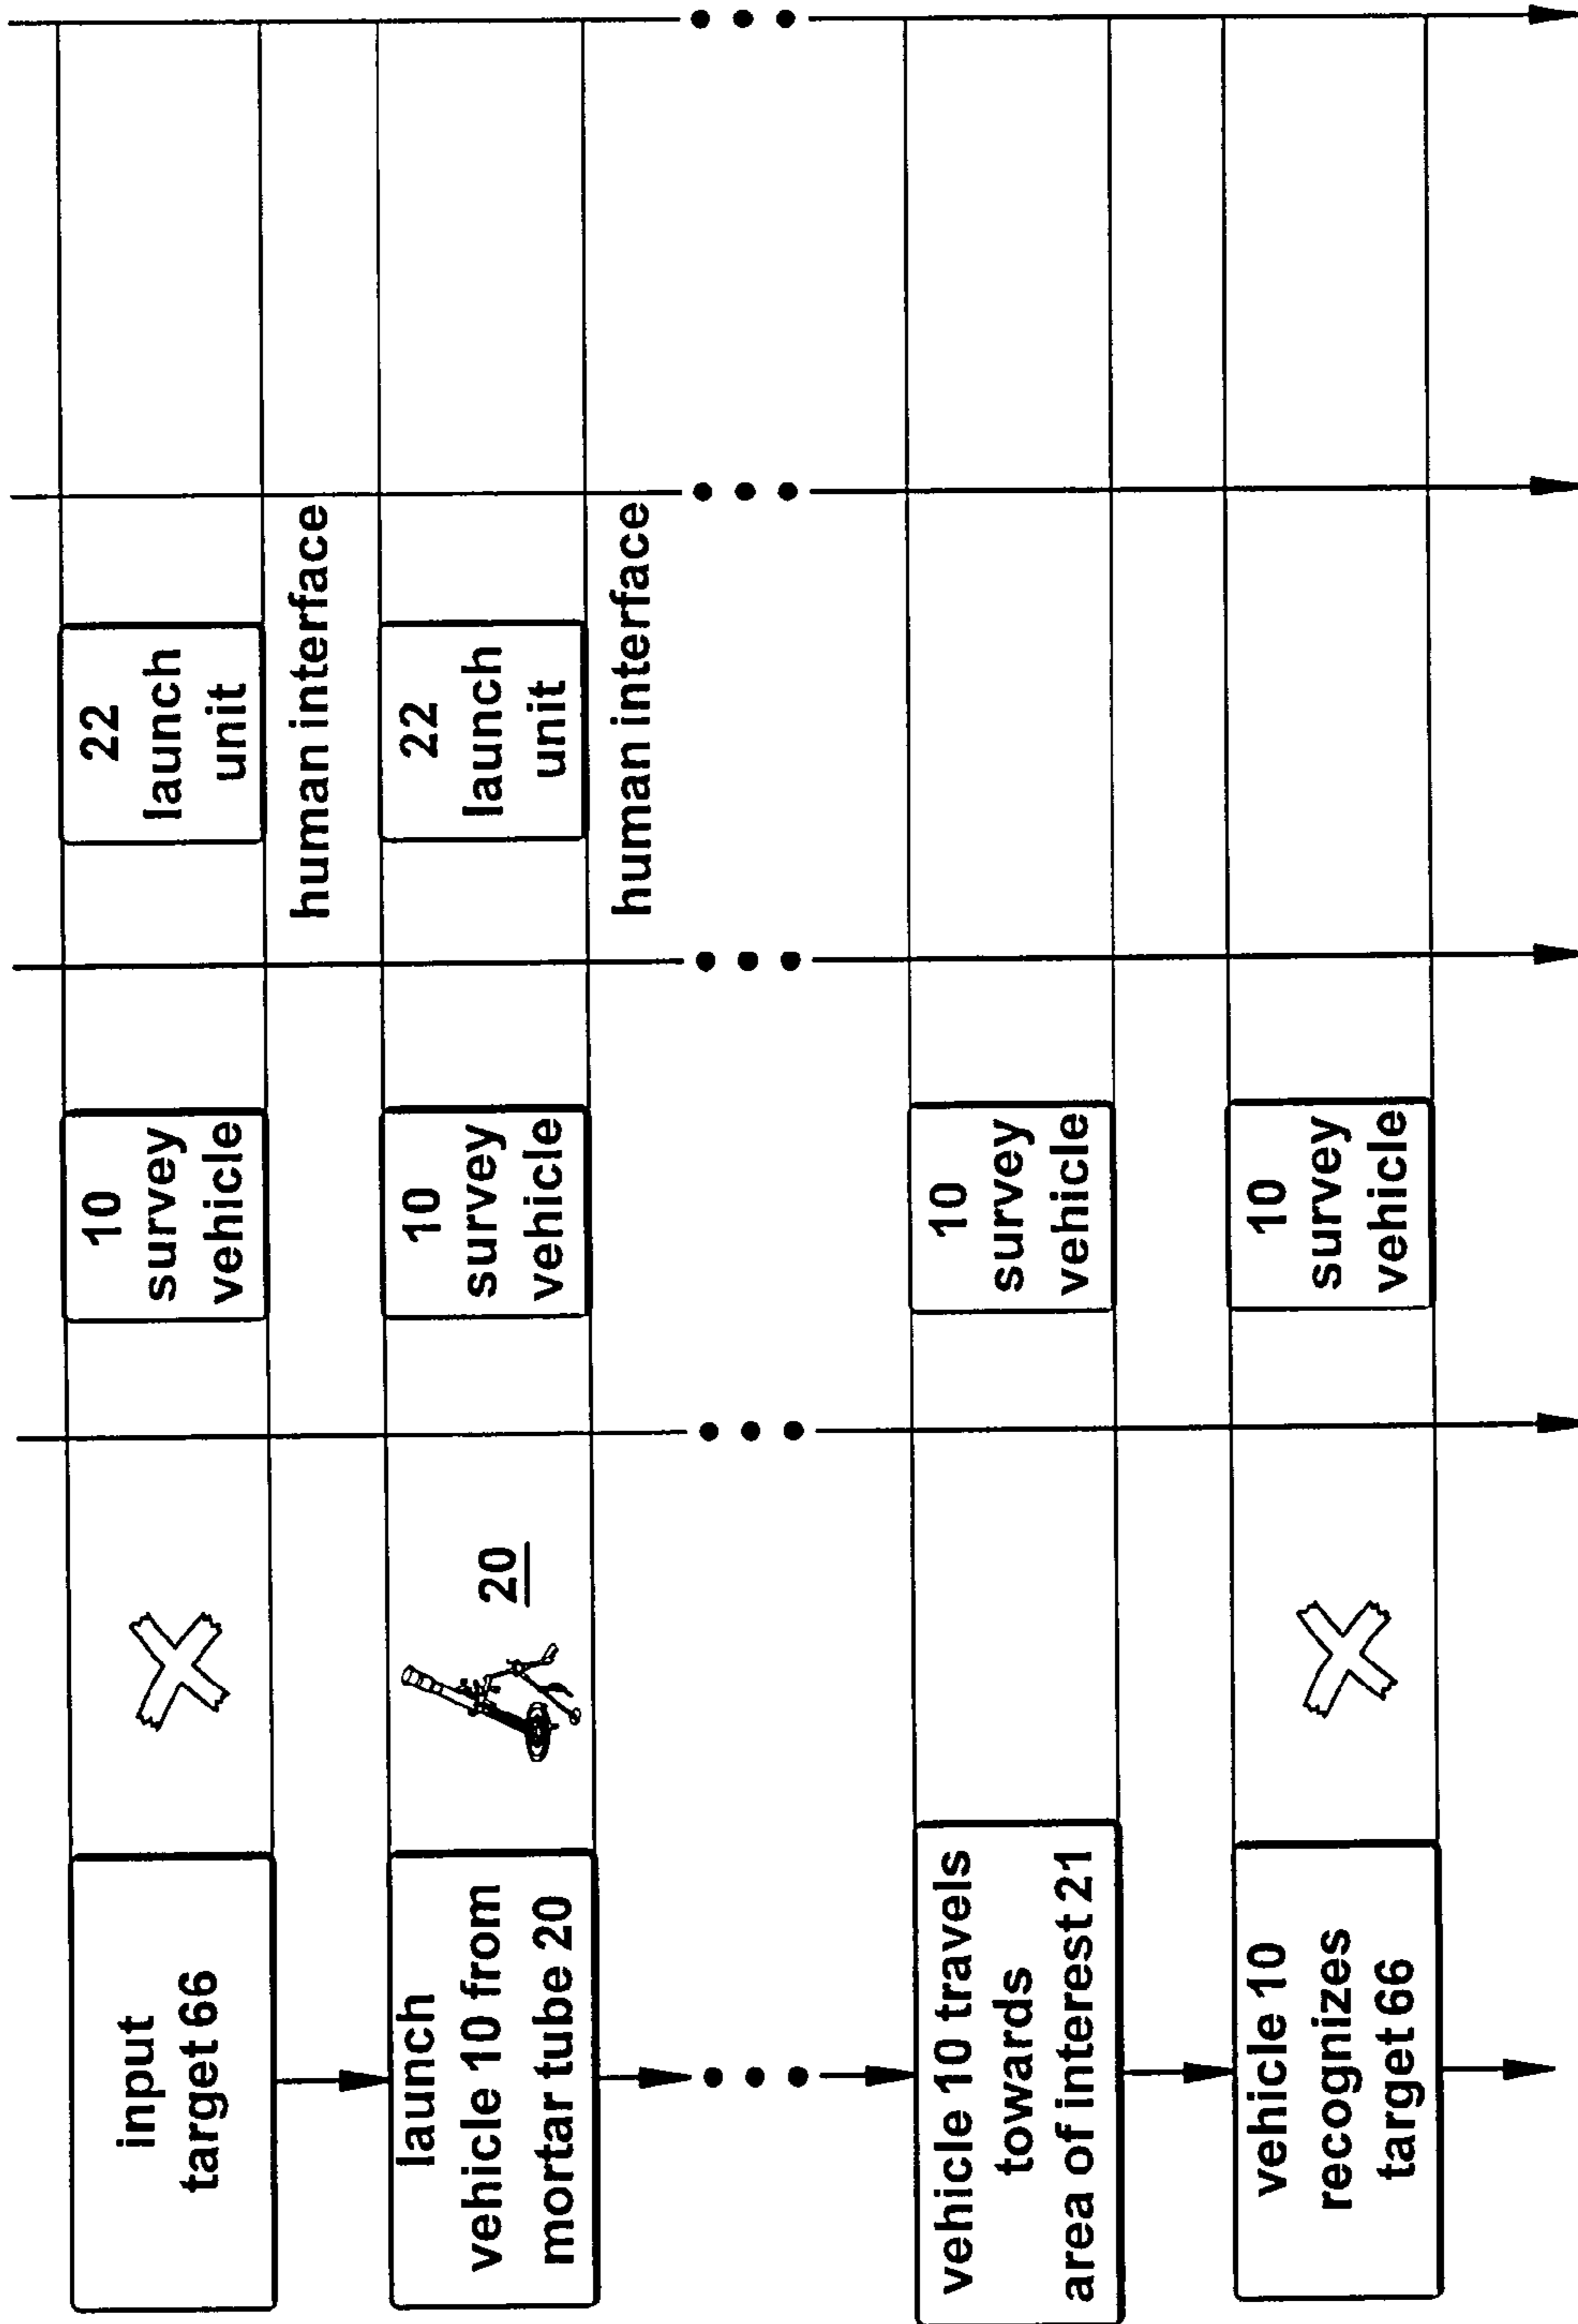 input
target 66
10
survey
vehicle
22
launch
unit
human interface
launch
vehicle 10 from
mortar tube 20
20
10
survey
vehicle
22
launch
unit
human interface
vehicle 10 travels
towards
area of interest 21
10
survey
vehicle
vehicle 10
recognizes
target 66
10
survey
vehicle